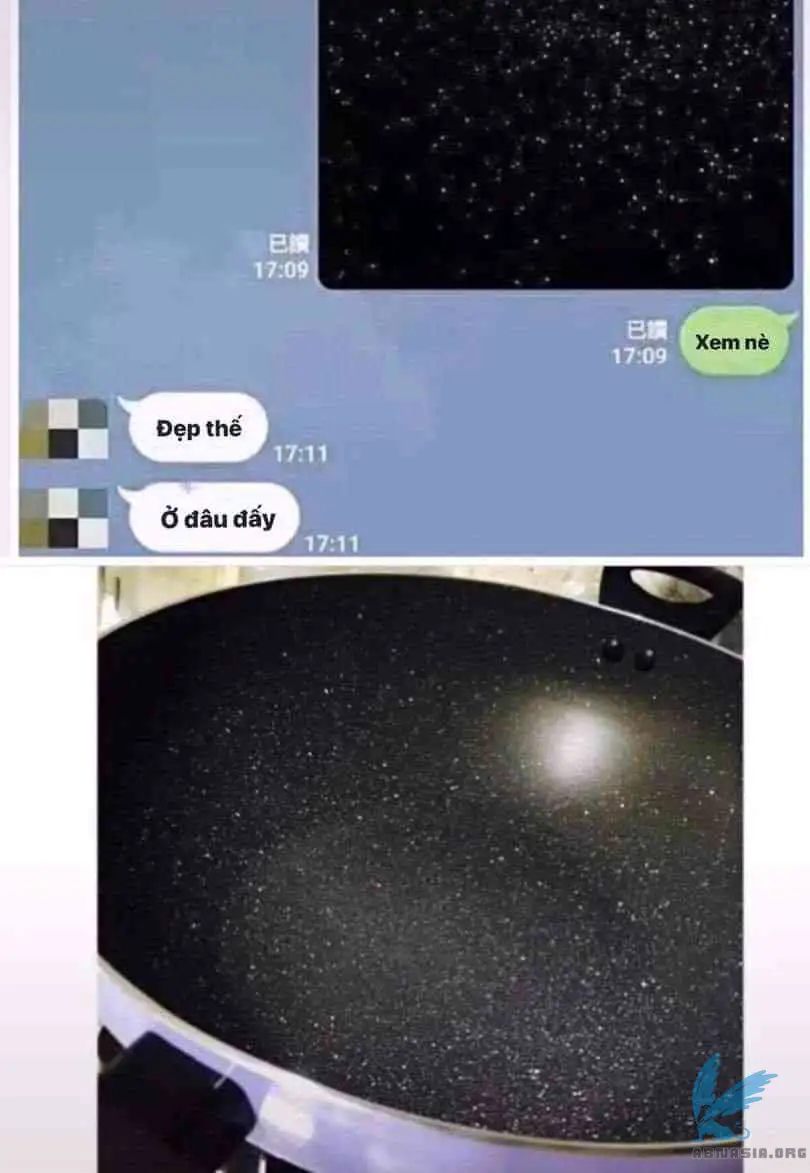 已讀
17:09
已讀
17:09
Xem nè
Đẹp thế
17:11
Ở đâu đấy
17:11
ABTASIA.ORG